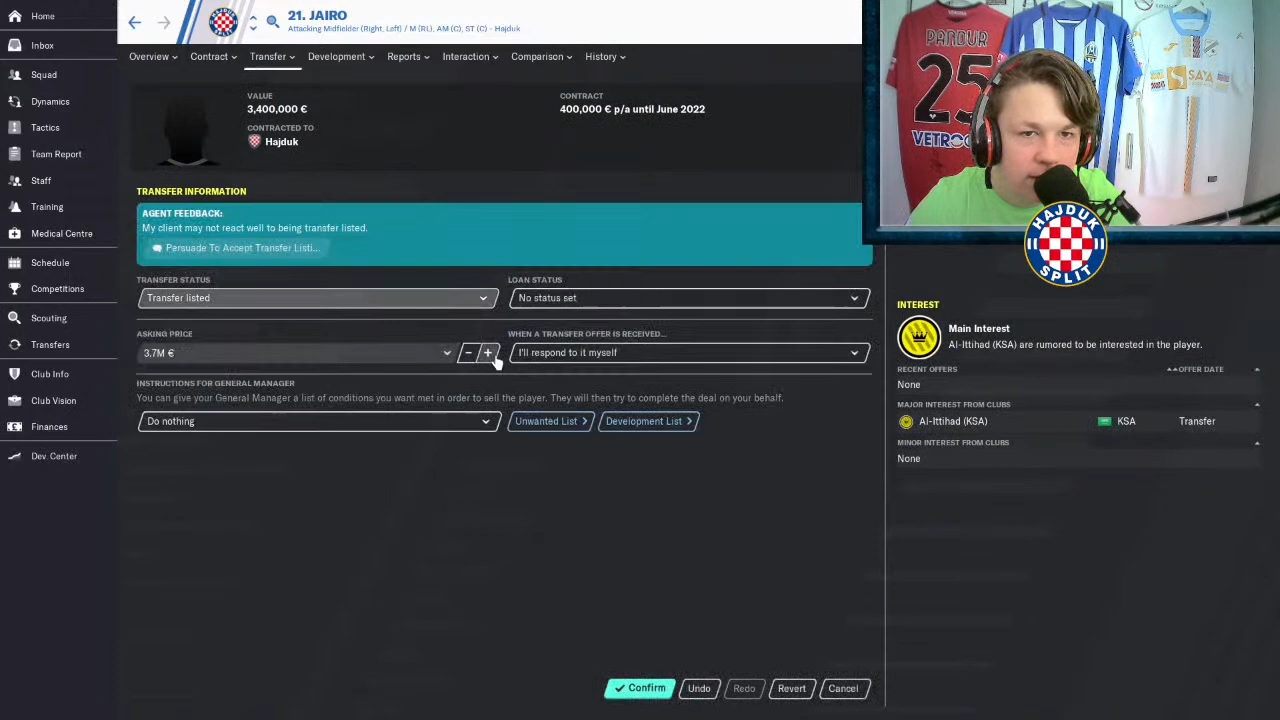 Home
Inbox
Squad
Dynamics
Tactics
Team Report
Staff
Training
Medical Centre
Schedule
Competitions
Scouting
Transfers
Club Info
Club Vision
Finances
Dev. Center
21. JAIRO
Attacking Midfielder (Right, Left) / M (RL), AM (C), ST (C) - Hajduk
Overview
Contract
Transfer
Development
Reports
Interaction
Comparison
History
VALUE
3,400,000 €
CONTRACTED TO
Hajduk
CONTRACT
400,000 € p/a until June 2022
TRANSFER INFORMATION
AGENT FEEDBACK:
My client may not react well to being transfer listed.
Persuade To Accept Transfer Listi...
TRANSFER STATUS
Transfer listed
LOAN STATUS
No status set
ASKING PRICE
3.7M €
- +
WHEN A TRANSFER OFFER IS RECEIVED...
I'll respond to it myself
INSTRUCTIONS FOR GENERAL MANAGER
You can give your General Manager a list of conditions you want met in order to sell the player. They will then try to complete the deal on your behalf.
Do nothing
Unwanted List
Development List
Confirm
Undo
Redo
Revert
Cancel
PANDUR
25
VETROC
SAVA
HAJDUK
SPLIT
INTEREST
Main Interest
Al-Ittihad (KSA) are rumored to be interested in the player.
RECENT OFFERS
OFFER DATE
None
MAJOR INTEREST FROM CLUBS
Al-Ittihad (KSA) KSA Transfer
MINOR INTEREST FROM CLUBS
None